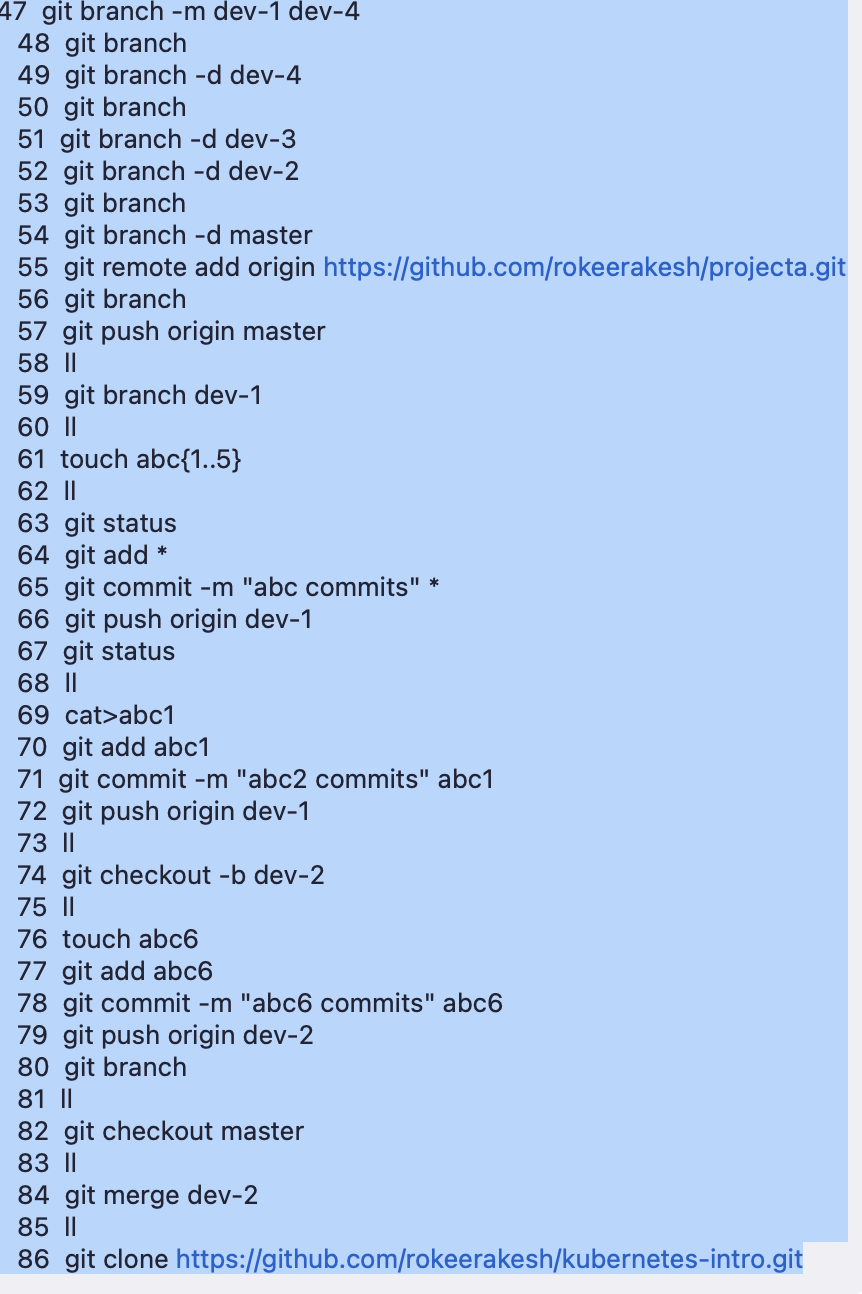 47 git branch -m dev-1 dev-4
48 git branch
49 git branch -d dev-4
50 git branch
51 git branch -d dev-3
52 git branch -d dev-2
53 git branch
54 git branch -d master
55 git remote add origin https://github.com/rokeerakesh/projecta.git
56 git branch
57 git push origin master
58 ll
59 git branch dev-1
60 ll
61 touch abc{1..5}
62 ll
63 git status
64 git add *
65 git commit -m "abc commits" *
66 git push origin dev-1
67 git status
68 ll
69 cat>abc1
70 git add abc1
71 git commit -m "abc2 commits" abc1
72 git push origin dev-1
73 ll
74 git checkout -b dev-2
75 ll
76 touch abc6
77 git add abc6
78 git commit -m "abc6 commits" abc6
79 git push origin dev-2
80 git branch
81 ll
82 git checkout master
83 ll
84 git merge dev-2
85 ll
86 git clone https://github.com/rokeerakesh/kubernetes-intro.git